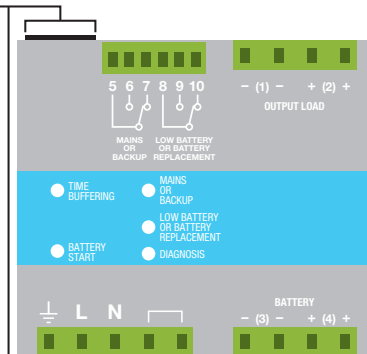 5 6 7 8 9 10
− (1) − + (2) +
OUTPUT LOAD
MAINS
OR
BACKUP
LOW BATTERY
OR BATTERY
REPLACEMENT
TIME
BUFFERING
MAINS
OR
BACKUP
LOW BATTERY
OR BATTERY
REPLACEMENT
BATTERY
START
DIAGNOSIS
L N
BATTERY
− (3) − + (4) +